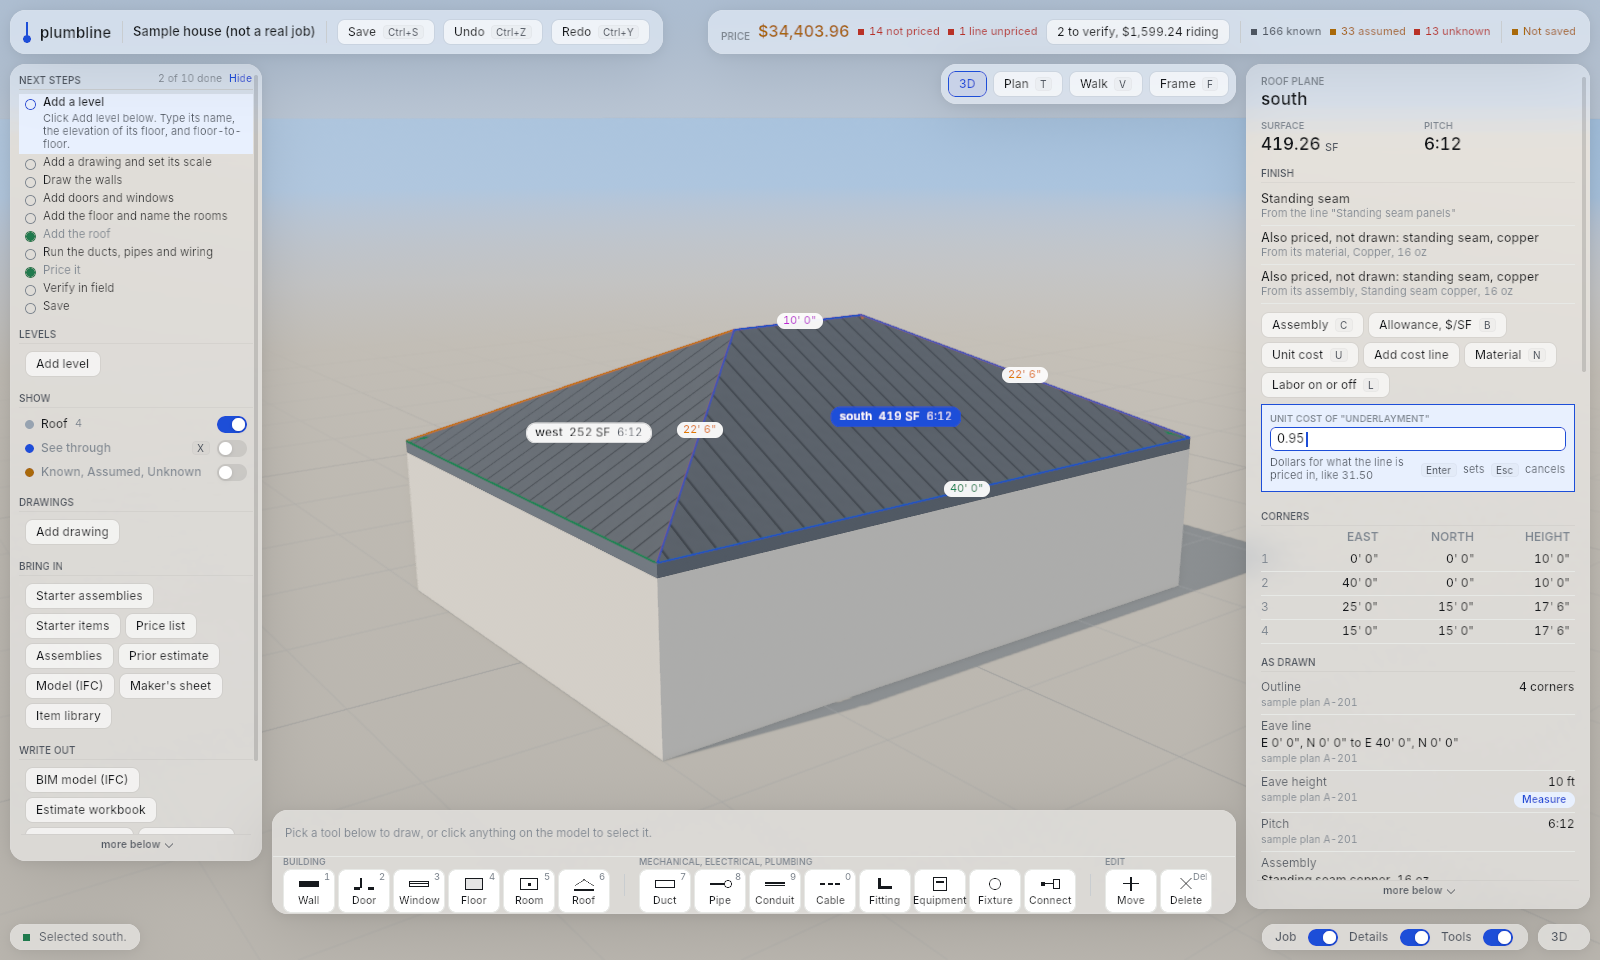 plumbline
Sample house (not a real job)
Save Ctrl+S
Undo Ctrl+Z
Redo Ctrl+Y
PRICE $34,403.96
14 not priced
1 line unpriced
2 to verify, $1,599.24 riding
166 known
33 assumed
13 unknown
Not saved
NEXT STEPS 2 of 10 done Hide
Add a level
Click Add level below. Type its name,
the elevation of its floor, and floor-to-
floor.
Add a drawing and set its scale
Draw the walls
Add doors and windows
Add the floor and name the rooms
Add the roof
Run the ducts, pipes and wiring
Price it
Verify in field
Save
LEVELS
Add level
SHOW
Roof 4
See through X
Known, Assumed, Unknown
DRAWINGS
Add drawing
BRING IN
Starter assemblies
Starter items Price list
Assemblies Prior estimate
Model (IFC) Maker's sheet
Item library
WRITE OUT
BIM model (IFC)
Estimate workbook
more below
3D
Plan T
Walk V
Frame F
10' 0"
22' 6"
south 419 SF 6:12
west 252 SF 6:12
22' 6"
40' 0"
Pick a tool below to draw, or click anything on the model to select it.
BUILDING
1 Wall
2 Door
3 Window
4 Floor
5 Room
6 Roof
MECHANICAL, ELECTRICAL, PLUMBING
7 Duct
8 Pipe
9 Conduit
0 Cable
Fitting
Equipment
Fixture
Connect
EDIT
Move
Del Delete
ROOF PLANE
south
SURFACE PITCH
419.26 SF 6:12
FINISH
Standing seam
From the line "Standing seam panels"
Also priced, not drawn: standing seam, copper
From its material, Copper, 16 oz
Also priced, not drawn: standing seam, copper
From its assembly, Standing seam copper, 16 oz
Assembly C Allowance, $/SF B
Unit cost U Add cost line Material N
Labor on or off L
UNIT COST OF "UNDERLAYMENT"
0.95
Dollars for what the line is
priced in, like 31.50
Enter sets Esc cancels
CORNERS
EAST NORTH HEIGHT
1 0' 0" 0' 0" 10' 0"
2 40' 0" 0' 0" 10' 0"
3 25' 0" 15' 0" 17' 6"
4 15' 0" 15' 0" 17' 6"
AS DRAWN
Outline 4 corners
sample plan A-201
Eave line
E 0' 0", N 0' 0" to E 40' 0", N 0' 0"
sample plan A-201
Eave height 10 ft
sample plan A-201 Measure
Pitch 6:12
sample plan A-201
Assembly
Standing seam copper, 16 oz
more below
Selected south.
Job
Details
Tools
3D